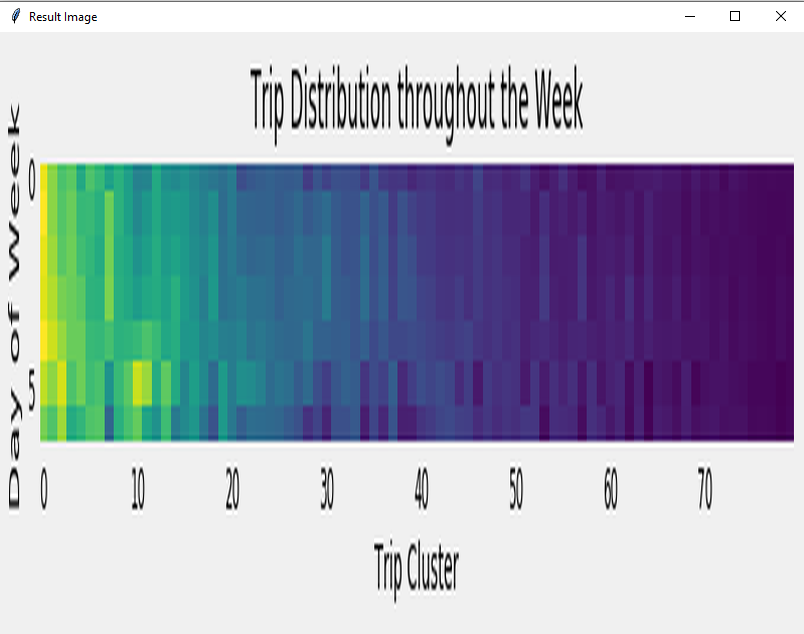 Result Image
Trip Distribution throughout the Week
Day of Week
0
5
0 10 20 30 40 50 60 70
Trip Cluster